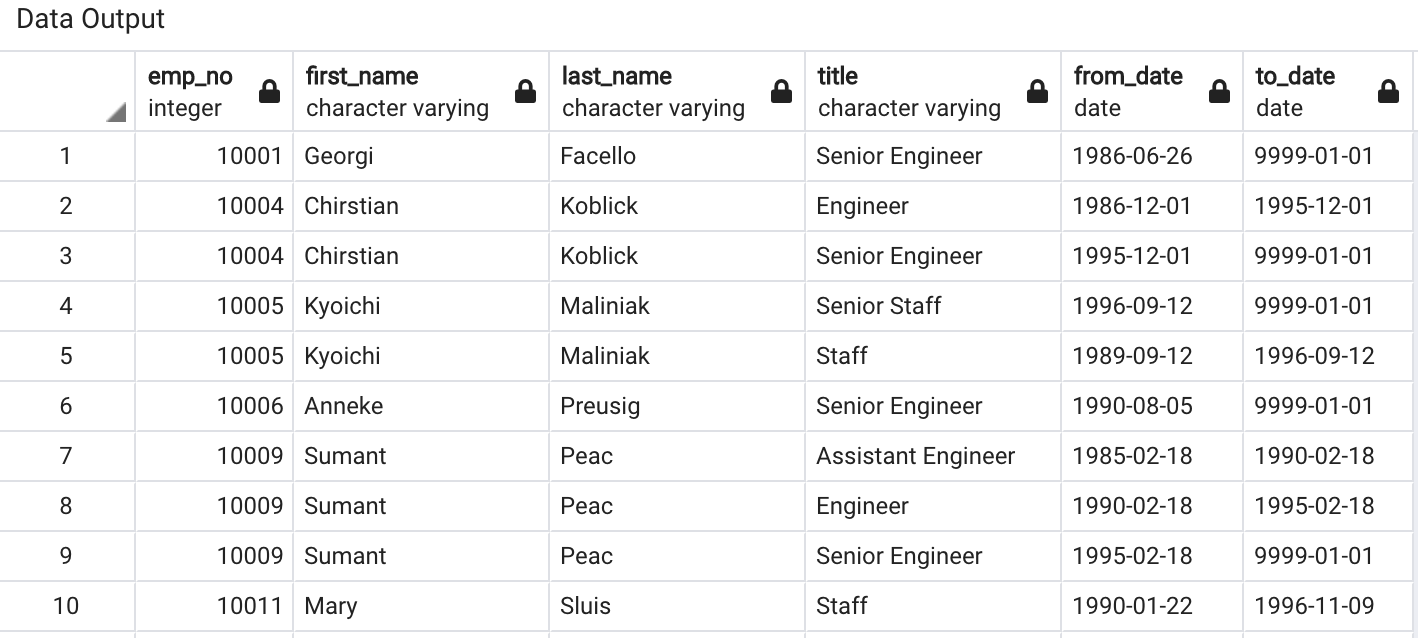 Data Output
emp_no first_name last_name title from_date to_date
integer character varying character varying character varying date date
1 10001 Georgi Facello Senior Engineer 1986-06-26 9999-01-01
2 10004 Chirstian Koblick Engineer 1986-12-01 1995-12-01
3 10004 Chirstian Koblick Senior Engineer 1995-12-01 9999-01-01
4 10005 Kyoichi Maliniak Senior Staff 1996-09-12 9999-01-01
5 10005 Kyoichi Maliniak Staff 1989-09-12 1996-09-12
6 10006 Anneke Preusig Senior Engineer 1990-08-05 9999-01-01
7 10009 Sumant Peac Assistant Engineer 1985-02-18 1990-02-18
8 10009 Sumant Peac Engineer 1990-02-18 1995-02-18
9 10009 Sumant Peac Senior Engineer 1995-02-18 9999-01-01
10 10011 Mary Sluis Staff 1990-01-22 1996-11-09